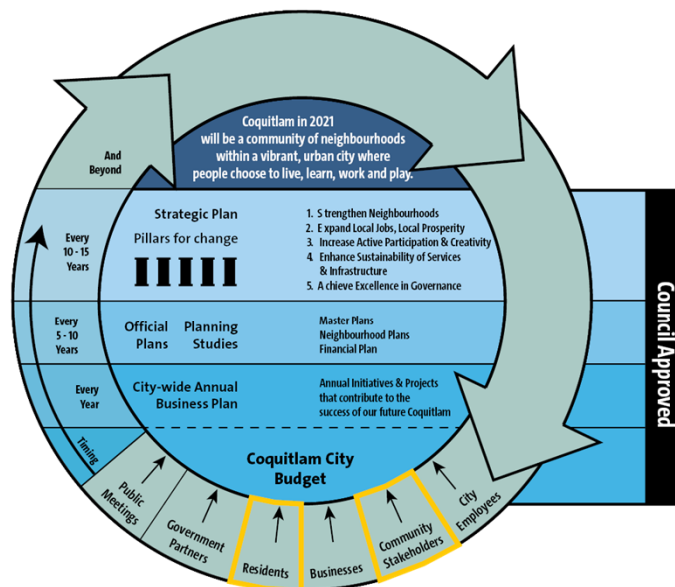 Coquitlam in 2021
will be a community of neighbourhoods
within a vibrant, urban city where
people choose to live, learn, work and play.
And
Beyond
Every
10 - 15
Years
Strategic Plan
Pillars for change
1. S trengthen Neighbourhoods
2. E xpand Local Jobs, Local Prosperity
3. Increase Active Participation & Creativity
4. Enhance Sustainability of Services
& Infrastructure
5. A chieve Excellence in Governance
Every
5 - 10
Years
Official
Plans
Planning
Studies
Master Plans
Neighbourhood Plans
Financial Plan
Every
Year
City-wide Annual
Business Plan
Annual Initiatives & Projects
that contribute to the
success of our future Coquitlam
Timing
Coquitlam City
Budget
Public
Meetings
Government
Partners
Residents
Businesses
Community
Stakeholders
City
Employees
Council Approved